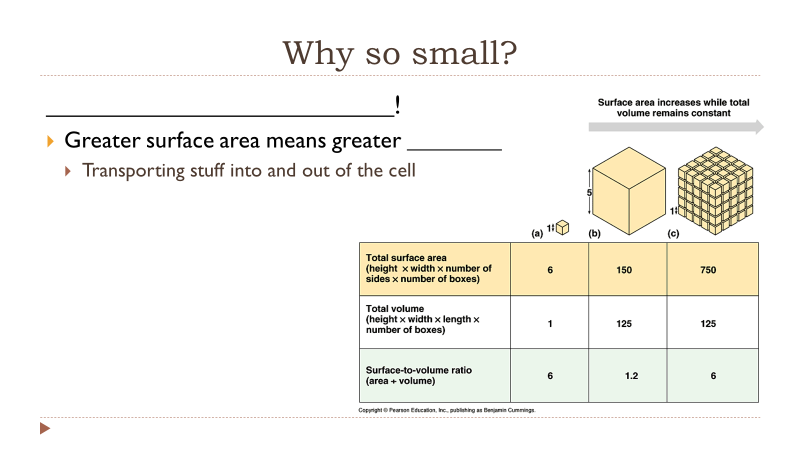 Why so small?
_______________________________!
Greater surface area means greater _________
Transporting stuff into and out of the cell
Surface area increases while total
volume remains constant
5
1
1
(a)
(b)
(c)
Total surface area
(height × width × number of
sides × number of boxes)
6
150
750
Total volume
(height × width × length ×
number of boxes)
1
125
125
Surface-to-volume ratio
(area + volume)
6
1.2
6
Copyright © Pearson Education, Inc., publishing as Benjamin Cummings.